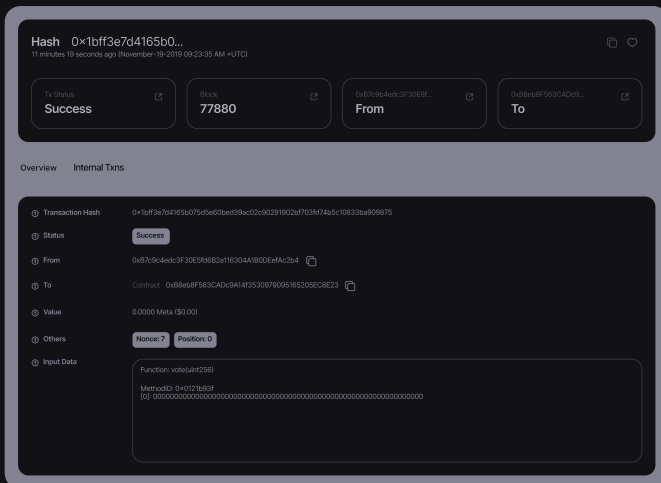 Hash 0×1bff3e7d4165b0...
11 minutes 19 seconds ago (November-19-2019 09:23:35 AM +UTC)
Tx Status
Success
Block
77880
0xB7c9b4edc3F30E5f...
From
0xB8eb8F563CADc9...
To
Overview Internal Txns
Transaction Hash 0×1bff3e7d4165b075d5e60bed39ac02c90291902bf703fd74b5c10833ba909875
Status Success
From 0xB7c9c4edc3F30E5fd6B2a116304A1B0DEefAc2b4
To Contract 0xB8eb8F563CADc9A14f3530979095165205EC8E23
Value 0.0000 Meta ($0.00)
Others Nonce: 7 Position: 0
Input Data
Function: vote(uint256)
MethodID: 0×0121b93f
[0]: 0000000000000000000000000000000000000000000000000000000000000000